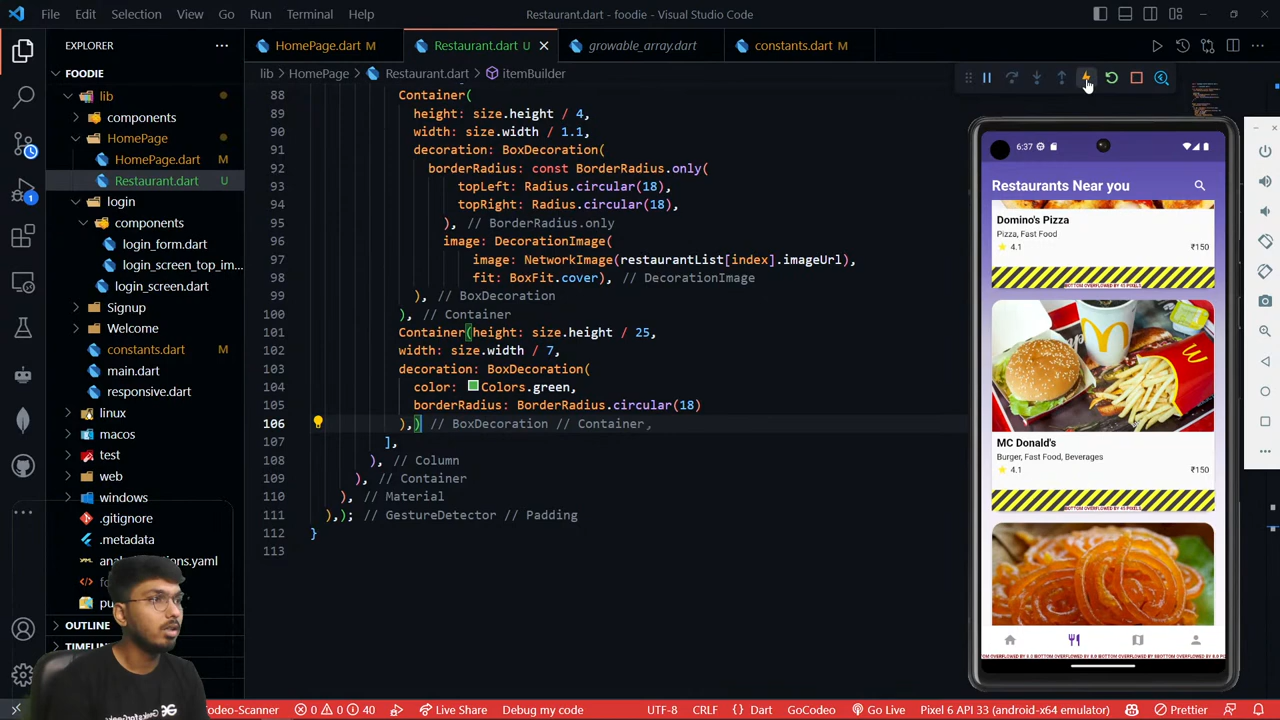 File Edit Selection View Go Run Terminal Help Restaurant.dart - foodie - Visual Studio Code
EXPLORER
HomePage.dart M Restaurant.dart U growable_array.dart constants.dart M
FOODIE
lib > HomePage > Restaurant.dart > itemBuilder
lib
components
HomePage
HomePage.dart M
Restaurant.dart U
login
components
login_form.dart
login_screen_top_im...
login_screen.dart
Signup
Welcome
constants.dart M
main.dart
responsive.dart
linux
macos
test
web
windows
.gitignore
.metadata
OUTLINE
88 Container(
89 height: size.height / 4,
90 width: size.width / 1.1,
91 decoration: BoxDecoration(
92 borderRadius: const BorderRadius.only(
93 topLeft: Radius.circular(18),
94 topRight: Radius.circular(18),
95 ), // BorderRadius.only
96 image: DecorationImage(
97 image: NetworkImage(restaurantList[index].imageUrl),
98 fit: BoxFit.cover), // DecorationImage
99 ), // BoxDecoration
100 ), // Container
101 Container(height: size.height / 25,
102 width: size.width / 7,
103 decoration: BoxDecoration(
104 color: Colors.green,
105 borderRadius: BorderRadius.circular(18)
106 ),) // BoxDecoration // Container,
107 ],
108 ), // Column
109 ), // Container
110 ), // Material
111 ),); // GestureDetector // Padding
112 }
113
6:37
Restaurants Near you
Domino's Pizza
Pizza, Fast Food
4.1 ₹150
BOTTOM OVERFLOWED BY 45 PIXELS
MC Donald's
Burger, Fast Food, Beverages
4.1 ₹150
Codeo-Scanner 0 0 40 Live Share Debug my code UTF-8 CRLF {} Dart GoCodeo Go Live Pixel 6 API 33 (android-x64 emulator) Prettier